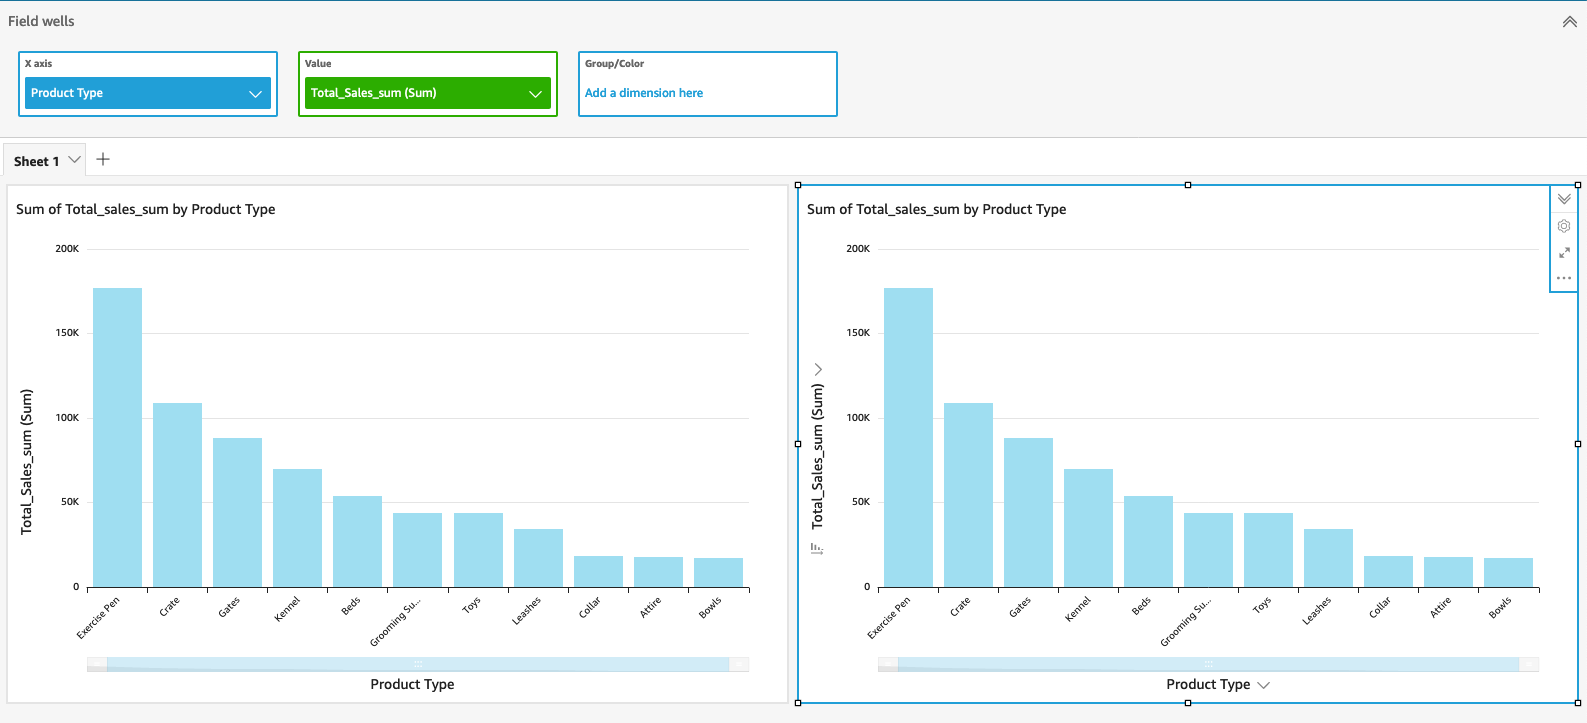 Field wells
X axis
Product Type
Value
Total_Sales_sum (Sum)
Group/Color
Add a dimension here
Sheet 1
Sum of Total_sales_sum by Product Type
200K
150K
100K
50K
0
Total_Sales_sum (Sum)
Exercise Pen
Crate
Gates
Kennel
Beds
Grooming Su...
Toys
Leashes
Collar
Attire
Bowls
Product Type
Sum of Total_sales_sum by Product Type
200K
150K
100K
50K
0
Total_Sales_sum (Sum)
Exercise Pen
Crate
Gates
Kennel
Beds
Grooming Su...
Toys
Leashes
Collar
Attire
Bowls
Product Type